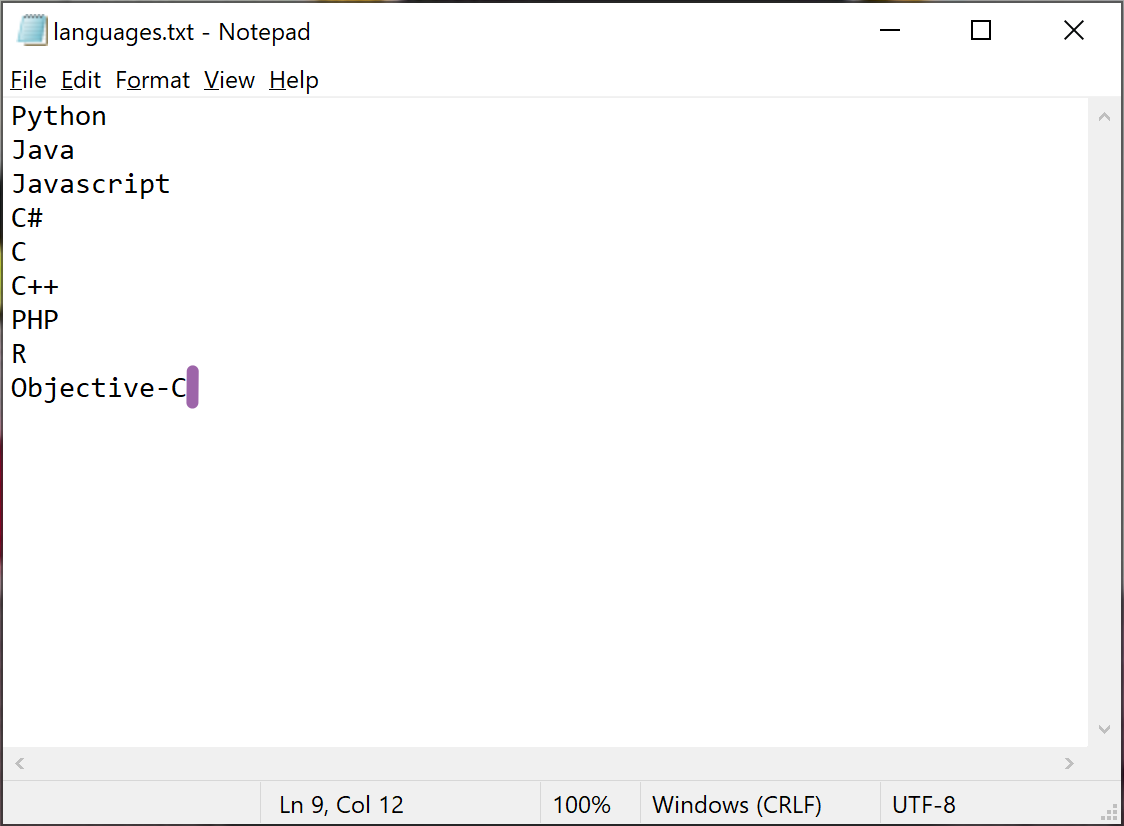 languages.txt - Notepad
File Edit Format View Help
Python
Java
Javascript
C#
C
C++
PHP
R
Objective-C
Ln 9, Col 12 100% Windows (CRLF) UTF-8